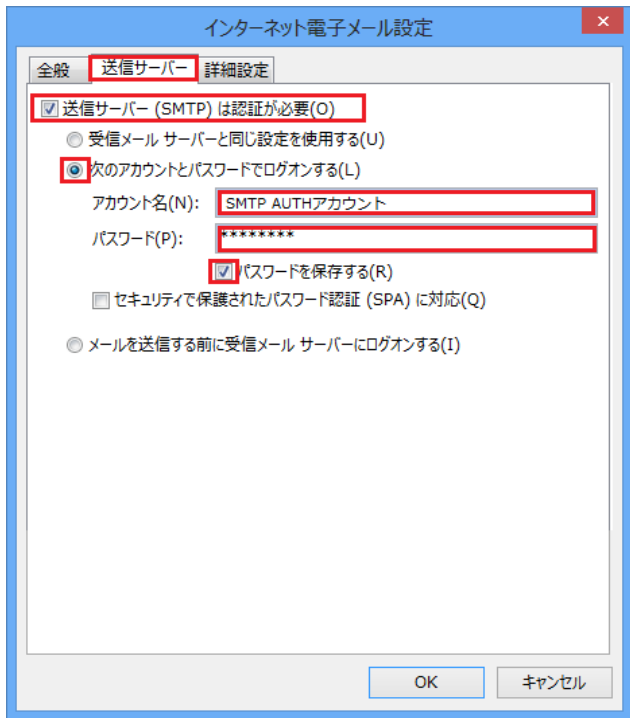 インターネット電子メール設定
×
全般 送信サーバー 詳細設定
送信サーバー (SMTP) は認証が必要(O)
受信メール サーバーと同じ設定を使用する(U)
次のアカウントとパスワードでログオンする(L)
アカウント名(N): SMTP AUTHアカウント
パスワード(P): ********
パスワードを保存する(R)
セキュリティで保護されたパスワード認証 (SPA) に対応(Q)
メールを送信する前に受信メール サーバーにログオンする(I)
OK キャンセル